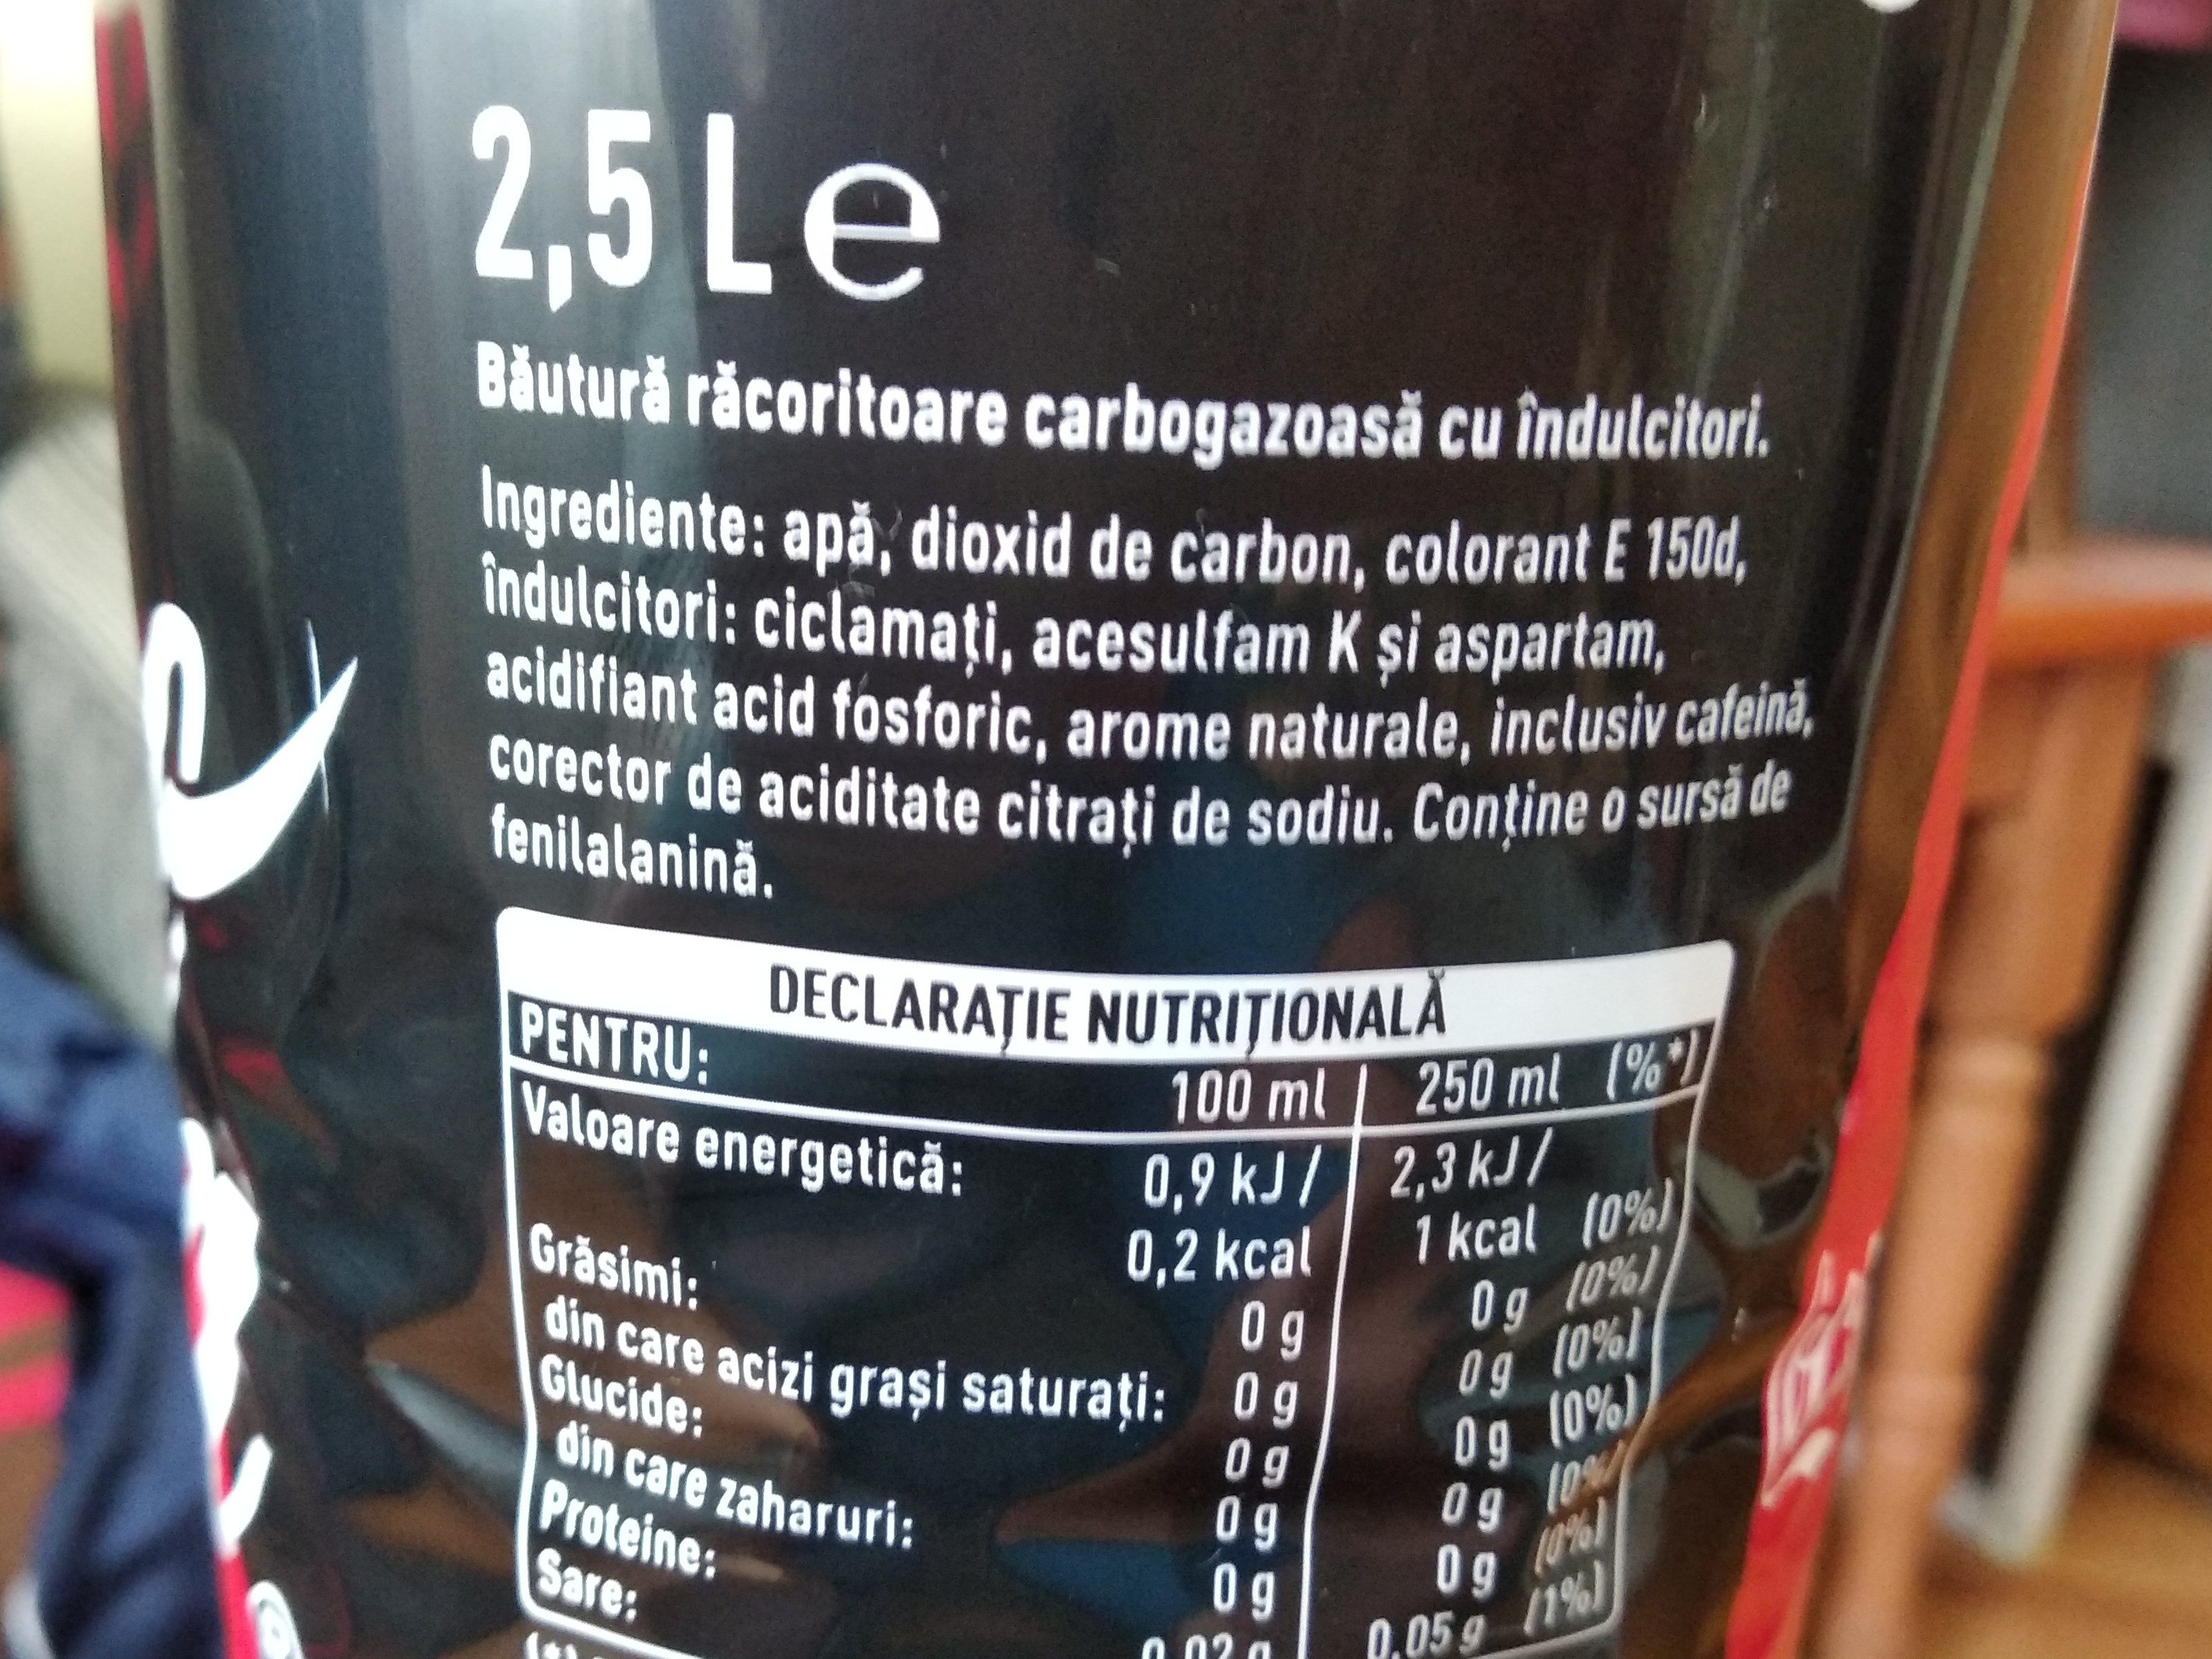 2,5 L e
Băutură răcoritoare carbogazoasă cu îndulcitori.
Ingrediente: apă, dioxid de carbon, colorant E 150d,
îndulcitori: ciclamați, acesulfam K și aspartam,
acidifiant acid fosforic, arome naturale, inclusiv cafeină,
corector de aciditate citrați de sodiu. Conține o sursă de
fenilalanină.
DECLARAȚIE NUTRIȚIONALĂ
PENTRU: 100 ml 250 ml (%*)
Valoare energetică: 0,9 kJ / 2,3 kJ /
0,2 kcal 1 kcal (0%)
Grăsimi: 0 g 0 g (0%)
din care acizi grași saturați: 0 g 0 g (0%)
Glucide: 0 g 0 g (0%)
din care zaharuri: 0 g 0 g (0%)
Proteine: 0 g 0 g (0%)
Sare: 0,02 g 0,05 g (1%)